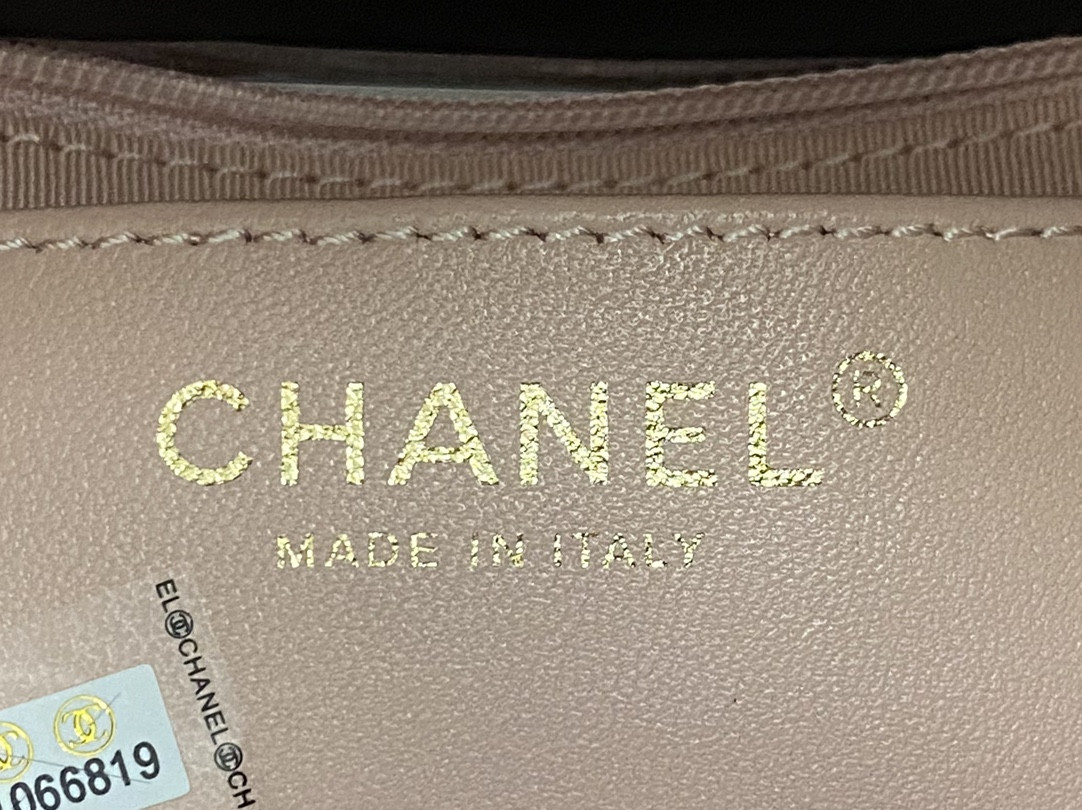 CHANEL®
MADE IN ITALY
EL CHANEL CH
066819